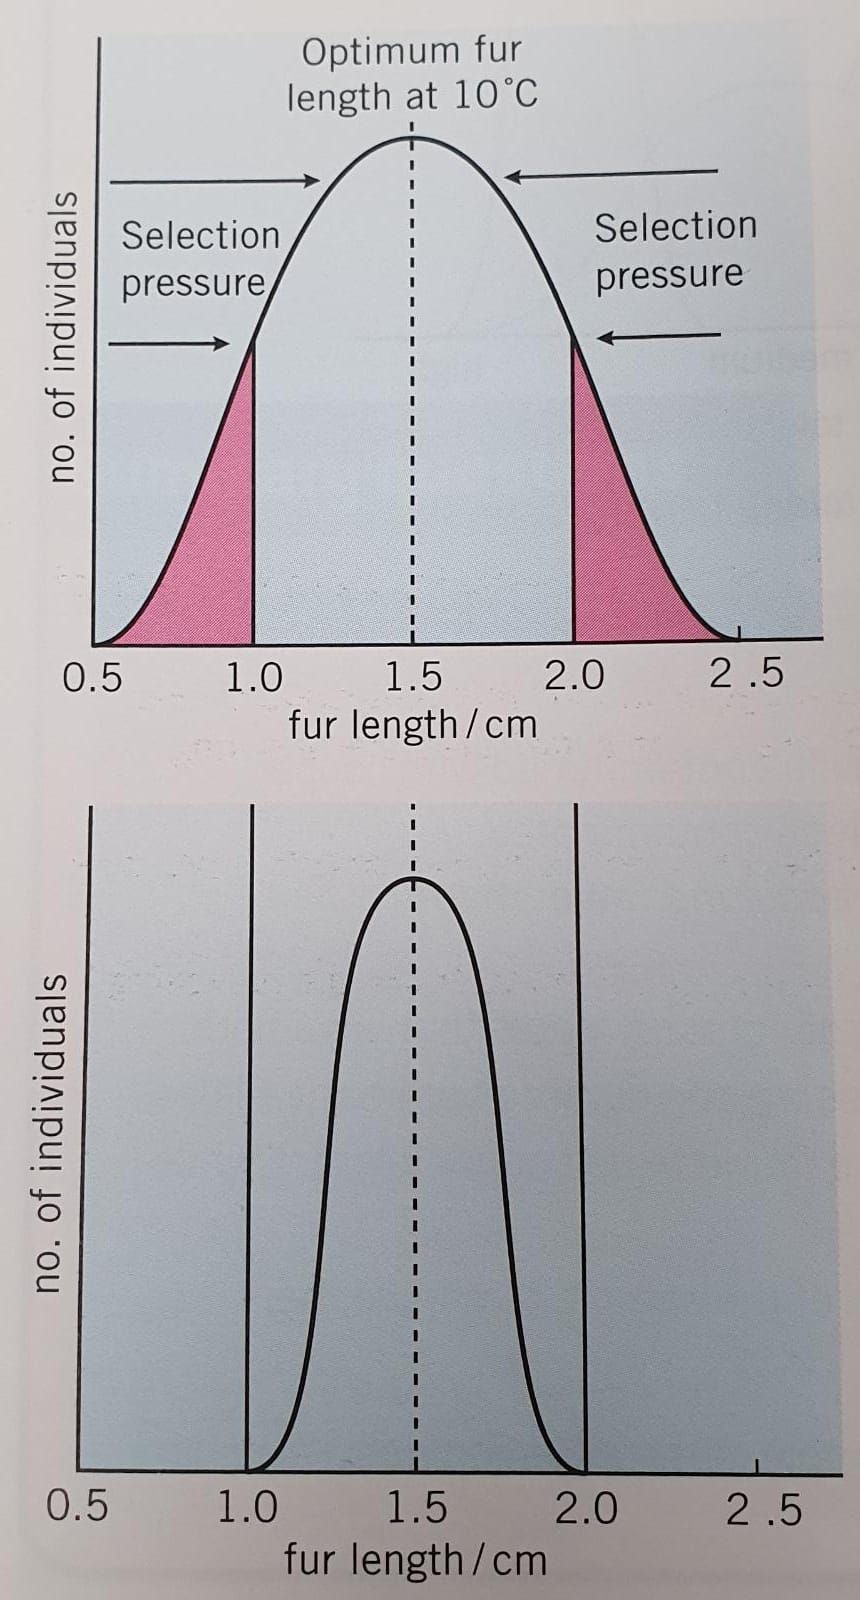 Optimum fur
length at 10°C
Selection
pressure
Selection
pressure
no. of individuals
0.5 1.0 1.5 2.0 2 .5
fur length/cm
no. of individuals
0.5 1.0 1.5 2.0 2 .5
fur length/cm